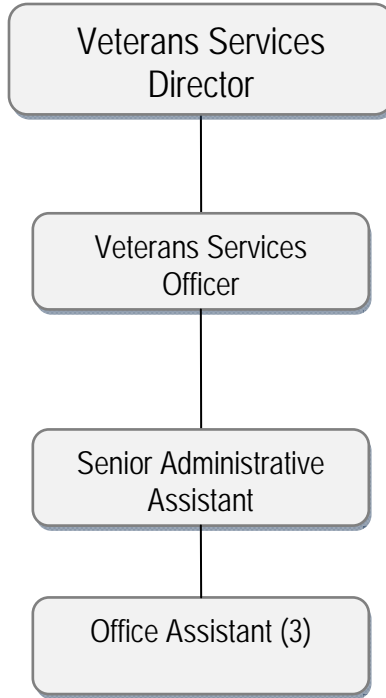 Veterans Services
Director
Veterans Services
Officer
Senior Administrative
Assistant
Office Assistant (3)